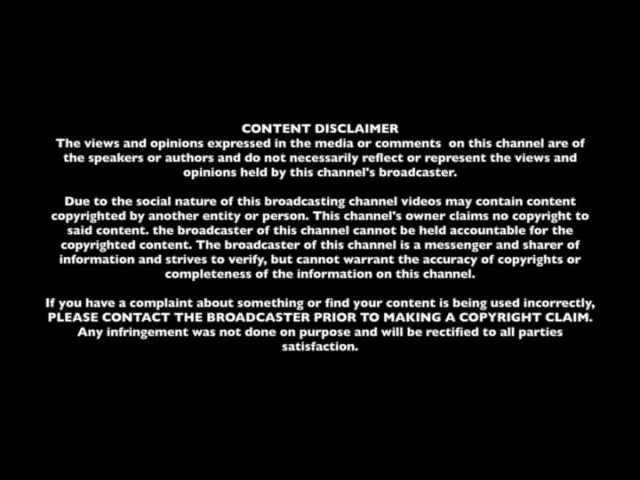 CONTENT DISCLAIMER
The views and opinions expressed in the media or comments on this channel are of
the speakers or authors and do not necessarily reflect or represent the views and
opinions held by this channel's broadcaster.
Due to the social nature of this broadcasting channel videos may contain content
copyrighted by another entity or person. This channel's owner claims no copyright to
said content. the broadcaster of this channel cannot be held accountable for the
copyrighted content. The broadcaster of this channel is a messenger and sharer of
information and strives to verify, but cannot warrant the accuracy of copyrights or
completeness of the information on this channel.
If you have a complaint about something or find your content is being used incorrectly,
PLEASE CONTACT THE BROADCASTER PRIOR TO MAKING A COPYRIGHT CLAIM.
Any infringement was not done on purpose and will be rectified to all parties
satisfaction.